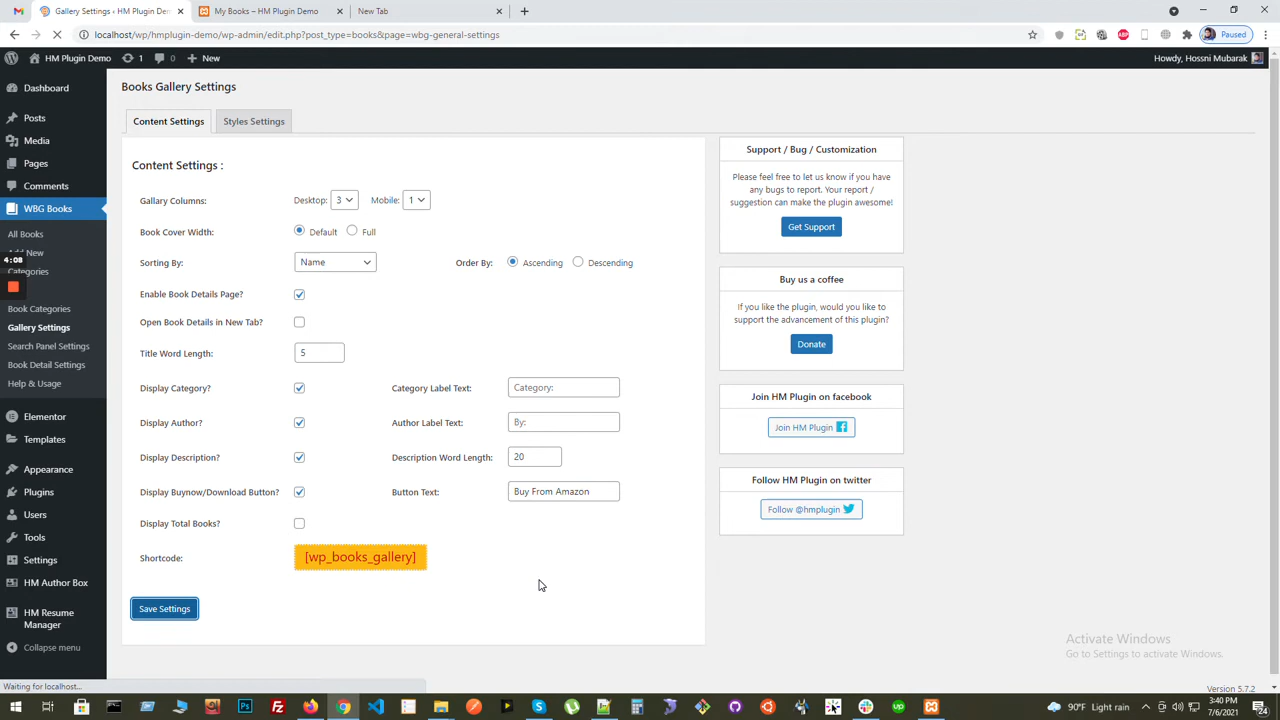 Gallery Settings ‹ HM Plugin Demo
My Books – HM Plugin Demo
New Tab
localhost/wp/hmplugin-demo/wp-admin/edit.php?post_type=books&page=wbg-general-settings
Paused
HM Plugin Demo
1
0
New
Howdy, Hossni Mubarak
Dashboard
Posts
Media
Pages
Comments
WBG Books
All Books
Add New
4:08
Categories
Book Categories
Gallery Settings
Search Panel Settings
Book Detail Settings
Help & Usage
Elementor
Templates
Appearance
Plugins
Users
Tools
Settings
HM Author Box
HM Resume
Manager
Collapse menu
Books Gallery Settings
Content Settings
Styles Settings
Content Settings :
Gallary Columns:
Desktop:
3
Mobile:
1
Book Cover Width:
Default
Full
Sorting By:
Name
Order By:
Ascending
Descending
Enable Book Details Page?
Open Book Details in New Tab?
Title Word Length:
5
Display Category?
Category Label Text:
Category:
Display Author?
Author Label Text:
By:
Display Description?
Description Word Length:
20
Display Buynow/Download Button?
Button Text:
Buy From Amazon
Display Total Books?
Shortcode:
[wp_books_gallery]
Save Settings
Support / Bug / Customization
Please feel free to let us know if you have
any bugs to report. Your report /
suggestion can make the plugin awesome!
Get Support
Buy us a coffee
If you like the plugin, would you like to
support the advancement of this plugin?
Donate
Join HM Plugin on facebook
Join HM Plugin
Follow HM Plugin on twitter
Follow @hmplugin
Activate Windows
Go to Settings to activate Windows.
Version 5.7.2
Waiting for localhost...
90°F Light rain
3:40 PM
7/6/2021
24